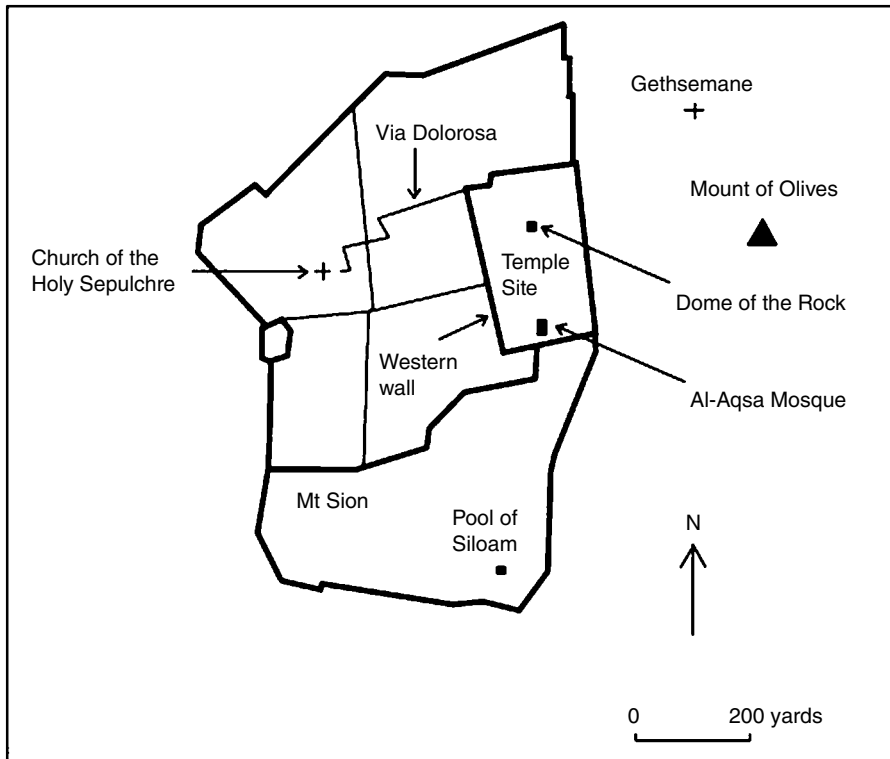 Gethsemane
Via Dolorosa
Mount of Olives
Church of the
Holy Sepulchre
Temple
Site
Dome of the Rock
Western
wall
Al-Aqsa Mosque
Mt Sion
Pool of
Siloam
N
0 200 yards